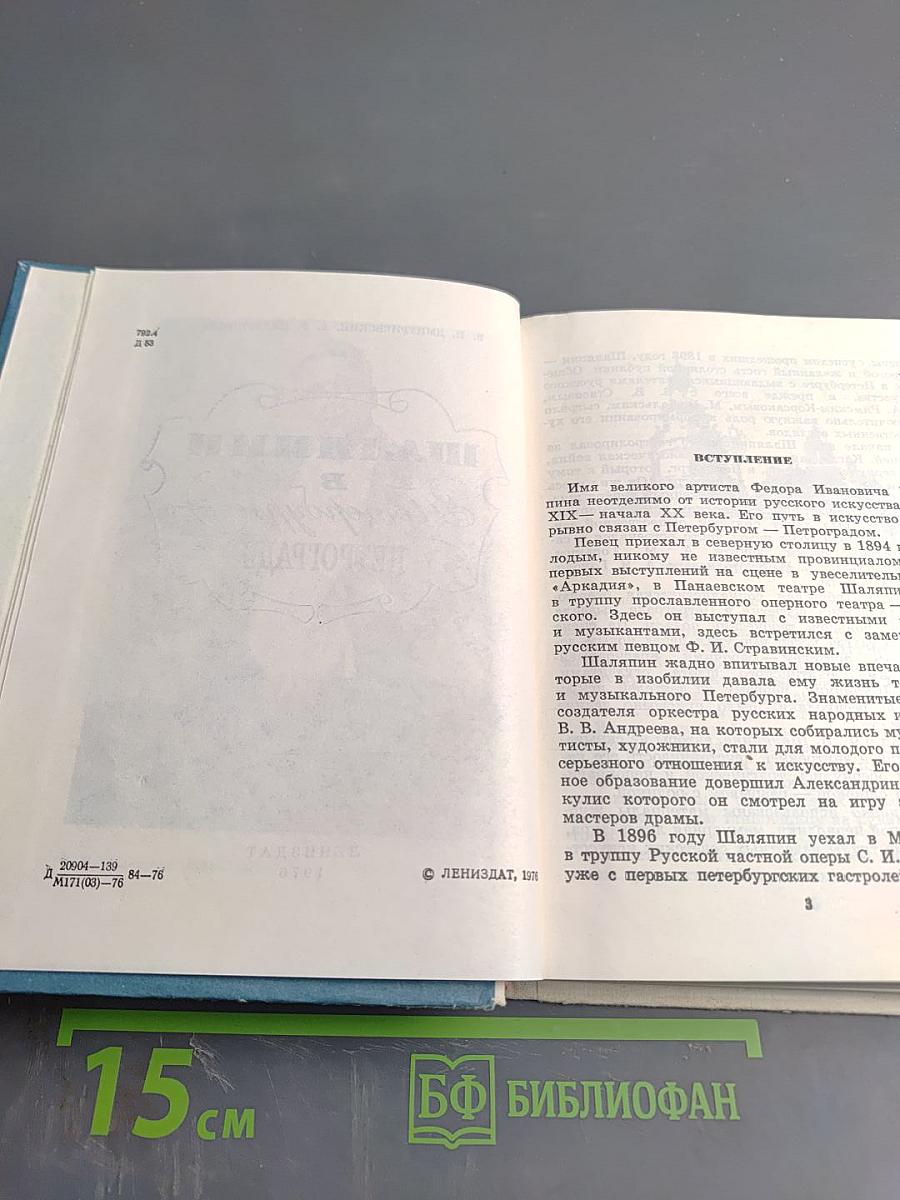 792.4
Д 53
Д 20904—139 84—76
М171(03)—76
© ЛЕНИЗДАТ, 1976
ВСТУПЛЕНИЕ
Имя великого артиста Федора Ивановича
пина неотделимо от истории русского искусства
XIX — начала XX века. Его путь в искусство
рывно связан с Петербургом — Петроградом.
Певец приехал в северную столицу в 1894
лодым, никому не известным провинциалом
первых выступлений на сцене в увеселитель
«Аркадия», в Панаевском театре Шаляпи
в труппу прославленного оперного театра —
ского. Здесь он выступал с известными
и музыкантами, здесь встретился с заме
русским певцом Ф. И. Стравинским.
Шаляпин жадно впитывал новые впеча
торые в изобилии давала ему жизнь т
и музыкального Петербурга. Знаменитые
создателя оркестра русских народных и
В. В. Андреева, на которых собирались му
тисты, художники, стали для молодого п
серьезного отношения к искусству. Его
ное образование довершил Александрин
кулис которого он смотрел на игру
мастеров драмы.
В 1896 году Шаляпин уехал в М
в труппу Русской частной оперы С. И.
уже с первых петербургских гастроле
3
15 см
БФ БИБЛИОФАН